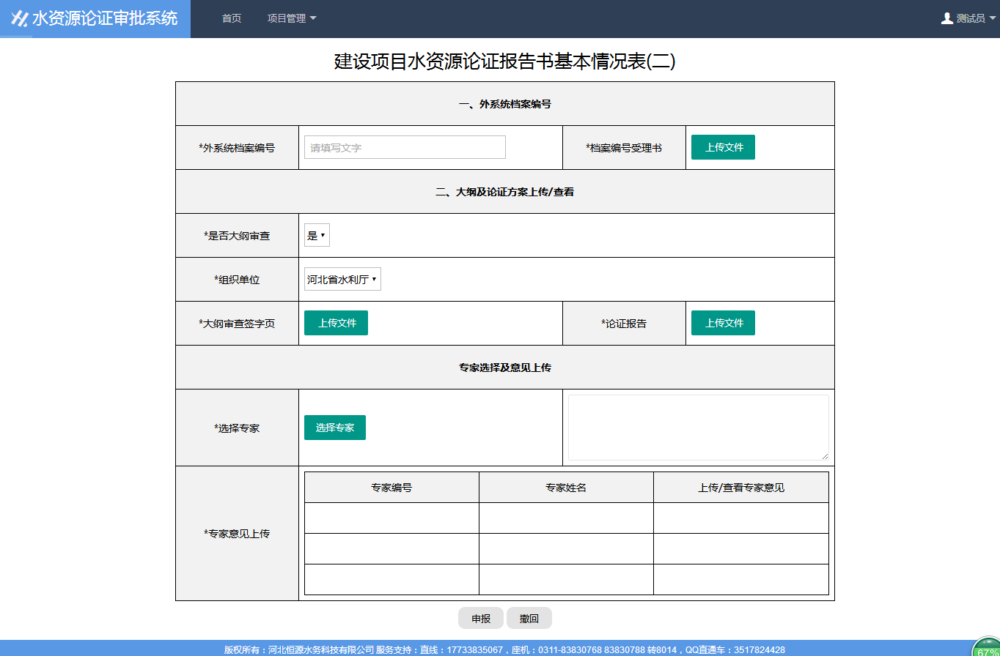 水资源论证审批系统 首页 项目管理 测试员
建设项目水资源论证报告书基本情况表(二)
一、外系统档案编号
*外系统档案编号 请填写文字 *档案编号受理书 上传文件
二、大纲及论证方案上传/查看
*是否大纲审查 是
*组织单位 河北省水利厅
*大纲审查签字页 上传文件 *论证报告 上传文件
专家选择及意见上传
*选择专家 选择专家
专家编号 专家姓名 上传/查看专家意见
*专家意见上传
申报 撤回
版权所有：河北恒源水务科技有限公司 服务支持：直线：17733835067，座机：0311-83830768 83830788 转8014，QQ直通车：3517824428
67%